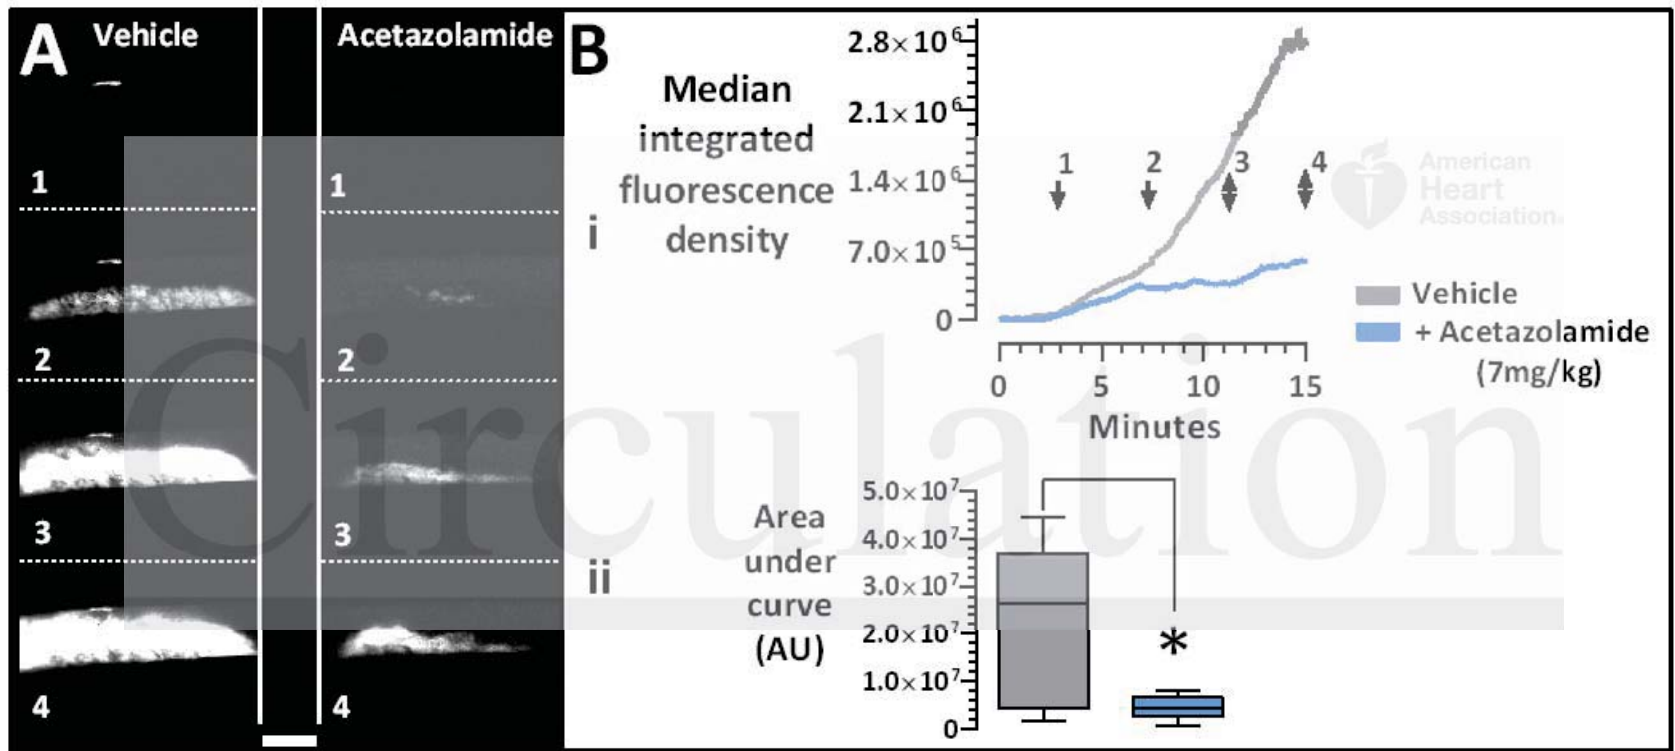 A
Vehicle
Acetazolamide
1
1
2
2
3
3
4
4
B
Median
integrated
fluorescence
density
i
2.8×10⁶
2.1×10⁶
1.4×10⁶
7.0×10⁵
0
1 2 3 4
0 5 10 15
Minutes
American
Heart
Association
Vehicle
+ Acetazolamide
(7mg/kg)
Circulation
ii
Area
under
curve
(AU)
5.0×10⁷
4.0×10⁷
3.0×10⁷
2.0×10⁷
1.0×10⁷
0
*